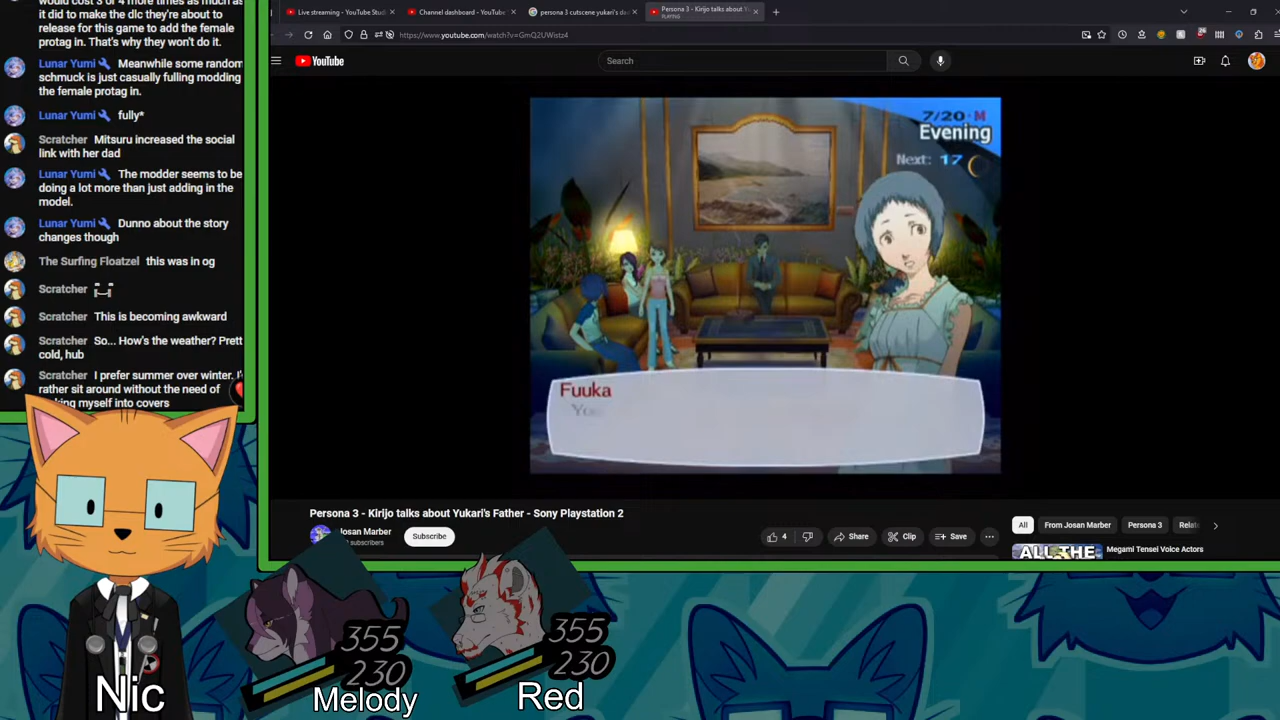 would cost 3 or 4 more times as much as
it did to make the dlc they're about to
release for this game to add the female
protag in. That's why they won't do it.
Lunar Yumi Meanwhile some random
schmuck is just casually fulling modding
the female protag in.
Lunar Yumi fully*
Scratcher Mitsuru increased the social
link with her dad
Lunar Yumi The modder seems to be
doing a lot more than just adding in the
model.
Lunar Yumi Dunno about the story
changes though
The Surfing Floatzel this was in og
Scratcher
Scratcher This is becoming awkward
Scratcher So... How's the weather? Prett
cold, huh
Scratcher I prefer summer over winter. I'
rather sit around without the need of
myself into covers
Live streaming - YouTube Stud
Channel dashboard - YouTube
persona 3 cutscene yukari's da
Persona 3 - Kirijo talks about Yu
PLAYING
https://www.youtube.com/watch?v=GmQ2UWistz4
YouTube
Search
7/20 · M
Evening
Next: 17
Fuuka
Persona 3 - Kirijo talks about Yukari's Father - Sony Playstation 2
Josan Marber
subscribers
Subscribe
4
Share
Clip
Save
All
From Josan Marber
Persona 3
Relat
ALL THE
Megami Tensei Voice Actors
Nic
355
230
Melody
355
230
Red